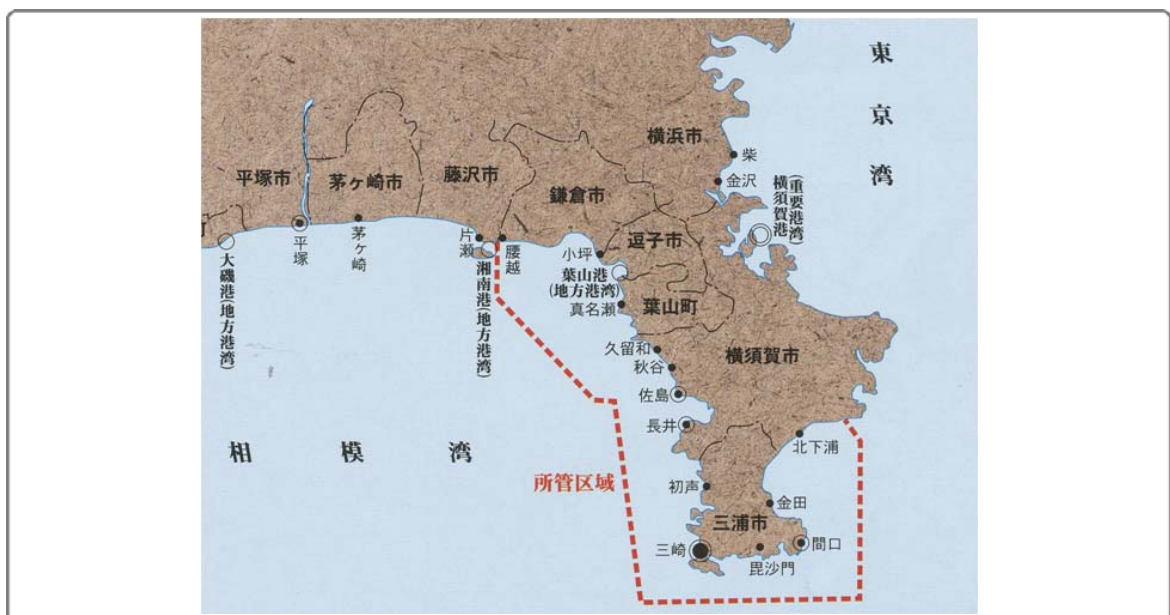 東京湾
横浜市
柴
金沢
横須賀港
(重要港湾)
平塚市
茅ヶ崎市
藤沢市
鎌倉市
逗子市
町
大磯港(地方港湾)
平塚
茅ヶ崎
片瀬
湘南港(地方港湾)
腰越
小坪
葉山港
(地方港湾)
真名瀬
葉山町
久留和
秋谷
横須賀市
佐島
長井
北下浦
相模湾
所管区域
初声
金田
三浦市
三崎
間口
毘沙門